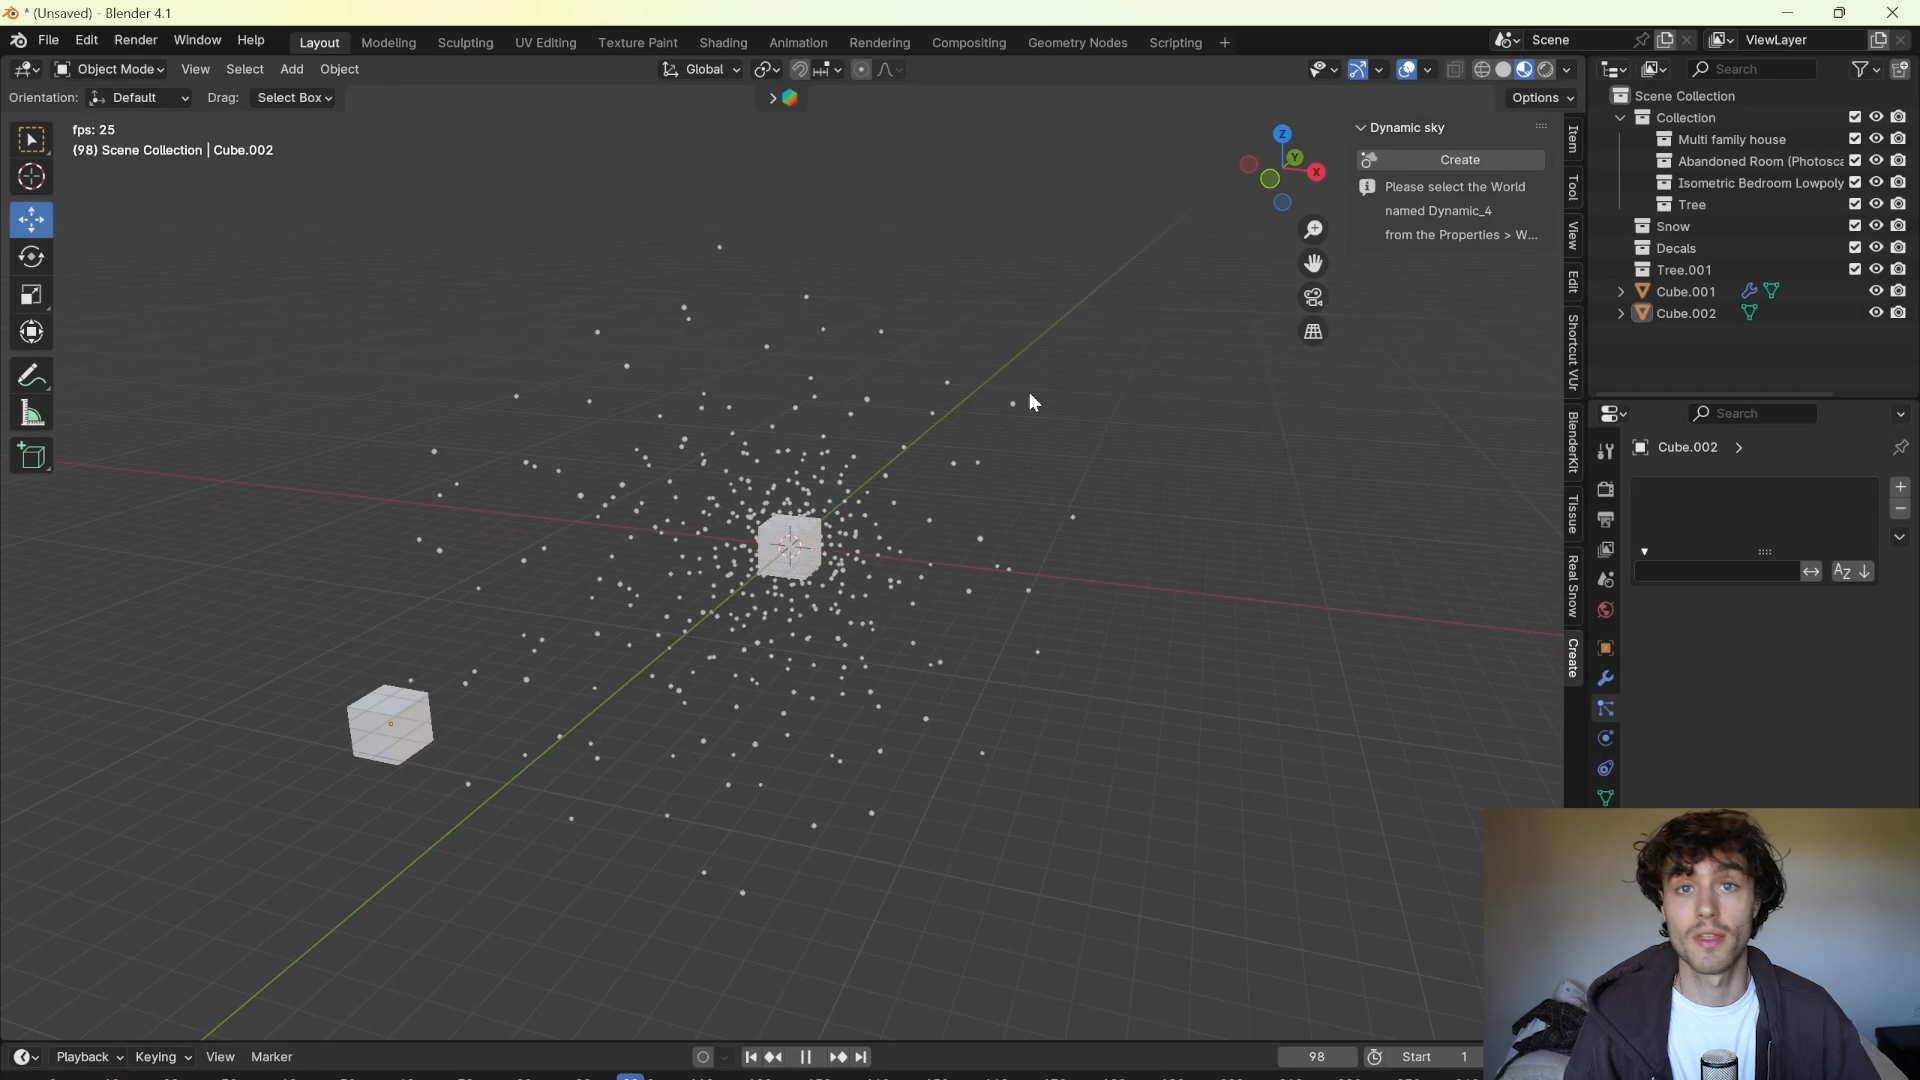 * (Unsaved) - Blender 4.1
File Edit Render Window Help
Layout Modeling Sculpting UV Editing Texture Paint Shading Animation Rendering Compositing Geometry Nodes Scripting +
Scene
ViewLayer
Object Mode View Select Add Object
Global
Search
Orientation: Default Drag: Select Box
Options
fps: 25
(98) Scene Collection | Cube.002
Z
Y
X
Dynamic sky
Create
Please select the World
named Dynamic_4
from the Properties > W...
Item
Tool
View
Edit
Shortcut VUr
BlenderKit
Tissue
Real Snow
Create
Scene Collection
Collection
Multi family house
Abandoned Room (Photosca
Isometric Bedroom Lowpoly
Tree
Snow
Decals
Tree.001
Cube.001
Cube.002
Search
Cube.002
Playback Keying View Marker
98
Start 1